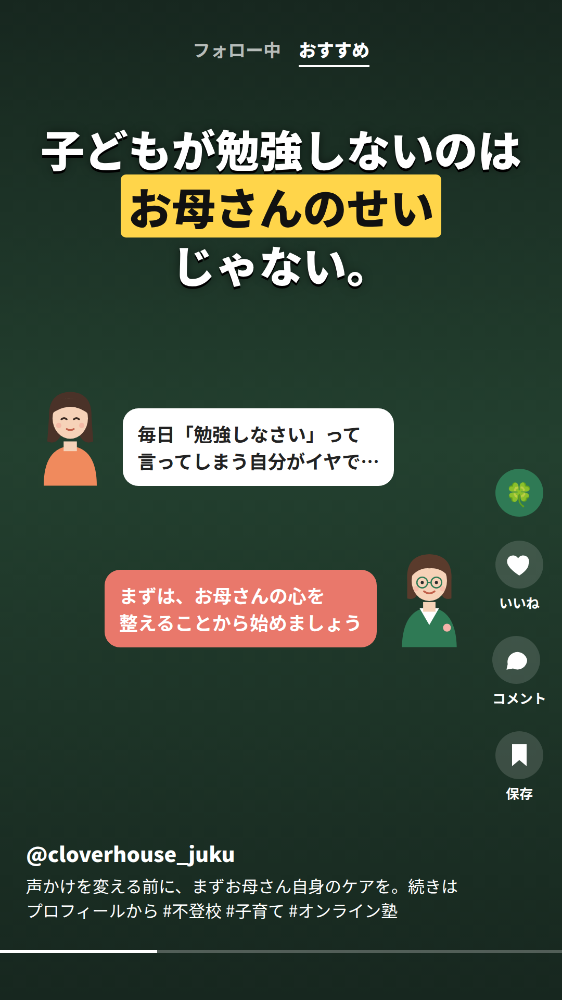 フォロー中 おすすめ
子どもが勉強しないのは
お母さんのせい
じゃない。
毎日「勉強しなさい」って
言ってしまう自分がイヤで…
まずは、お母さんの心を
整えることから始めましょう
いいね
コメント
保存
@cloverhouse_juku
声かけを変える前に、まずお母さん自身のケアを。続きは
プロフィールから #不登校 #子育て #オンライン塾